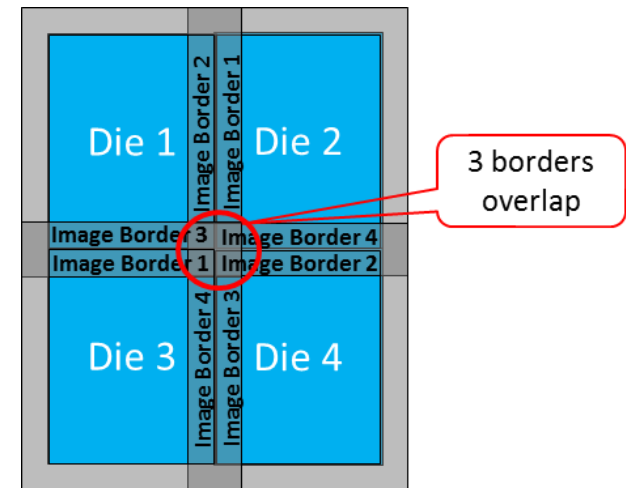 Image Border 2
Image Border 1
Die 1
Die 2
3 borders
overlap
Image Border 3
Image Border 4
Image Border 1
Image Border 2
Image Border 4
Image Border 3
Die 3
Die 4